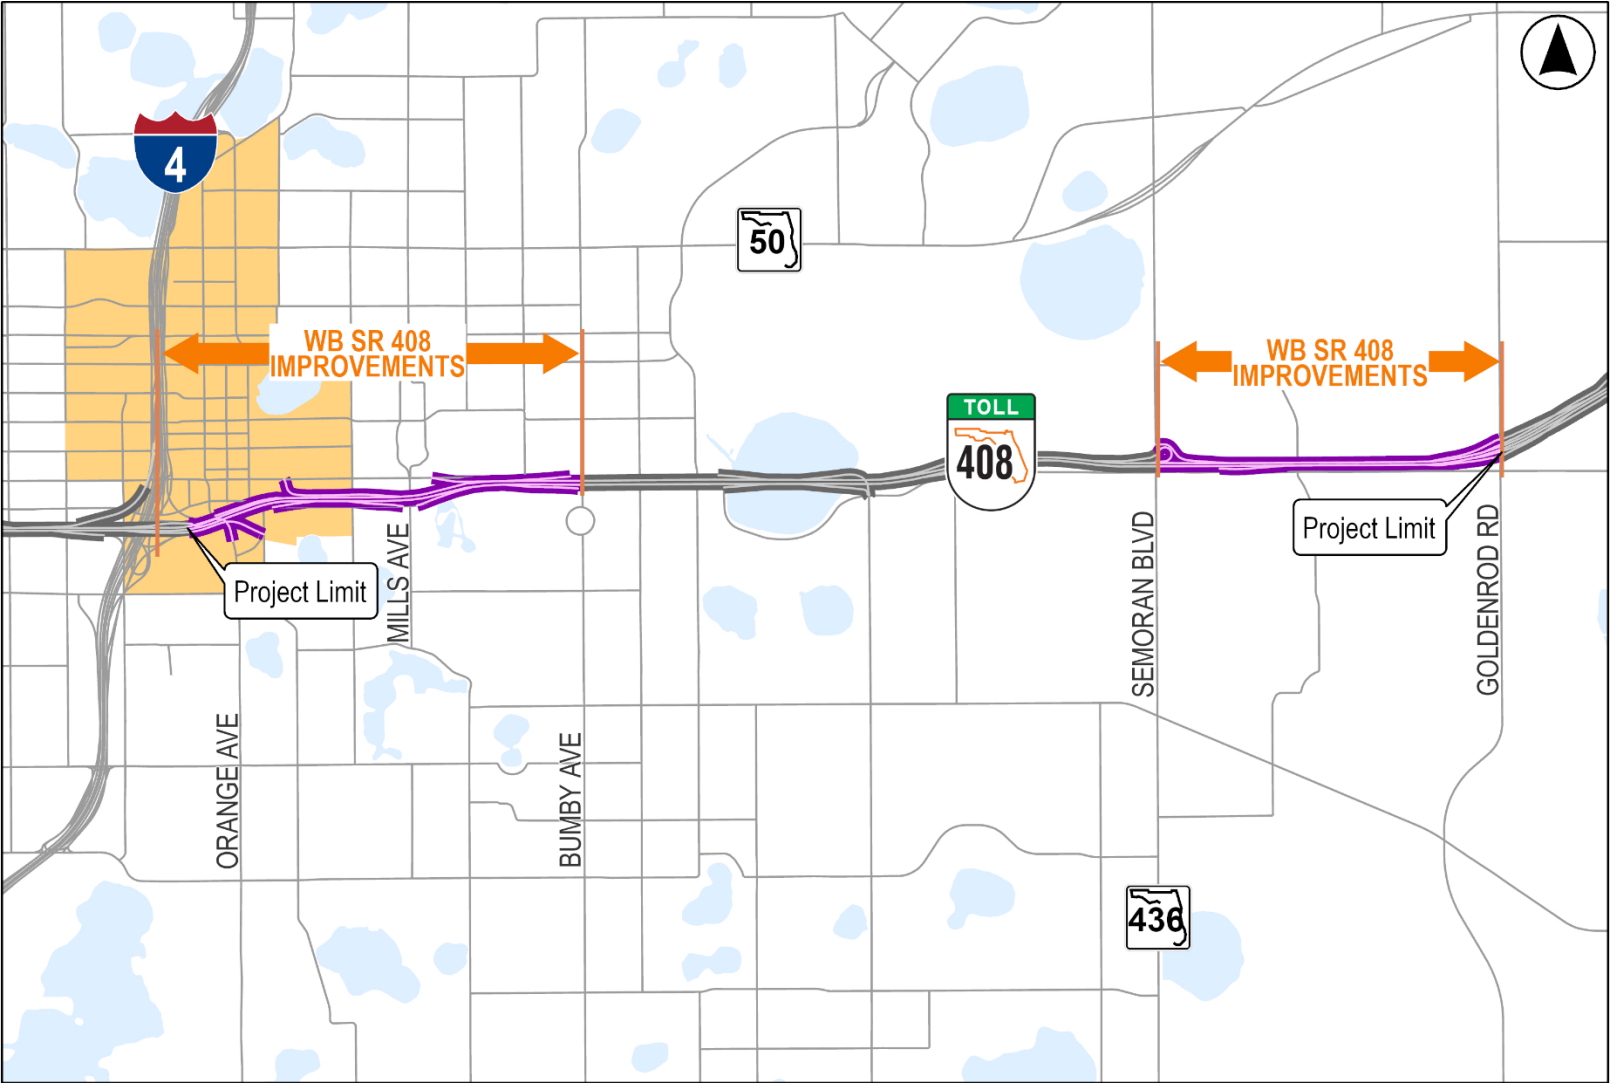 4
50
WB SR 408
IMPROVEMENTS
WB SR 408
IMPROVEMENTS
TOLL
408
Project Limit
Project Limit
MILLS AVE
SEMORAN BLVD
GOLDENROD RD
ORANGE AVE
BUMBY AVE
436